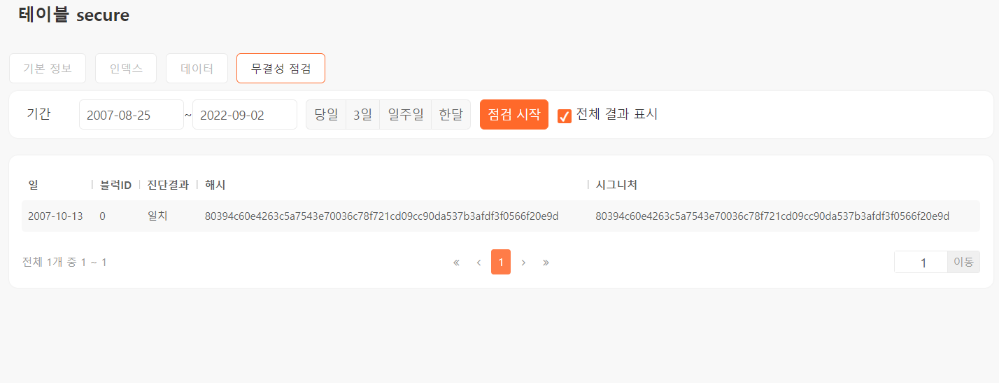 테이블 secure
기본 정보 인덱스 데이터 무결성 점검
기간 2007-08-25 ~ 2022-09-02 당일 3일 일주일 한달 점검 시작 전체 결과 표시
일 블럭ID 진단결과 해시 시그니쳐
2007-10-13 0 일치 80394c60e4263c5a7543e70036c78f721cd09cc90da537b3afdf3f0566f20e9d 80394c60e4263c5a7543e70036c78f721cd09cc90da537b3afdf3f0566f20e9d
전체 1개 중 1 ~ 1 « ‹ 1 › » 1 이동